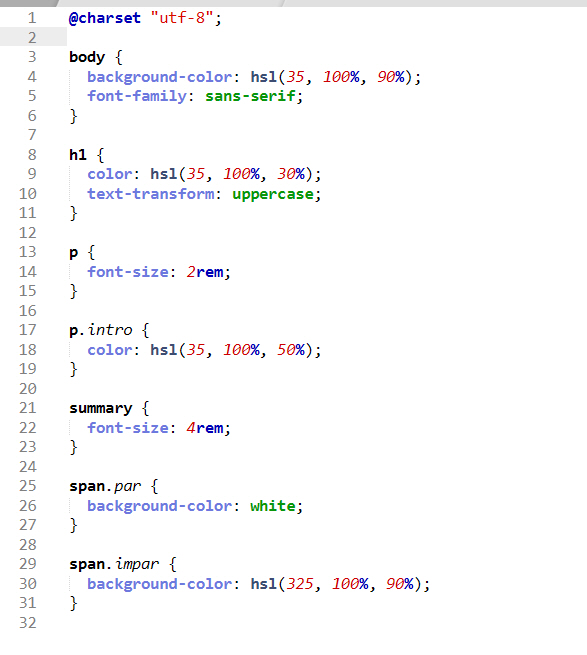 1 @charset "utf-8";
2
3 body {
4 background-color: hsl(35, 100%, 90%);
5 font-family: sans-serif;
6 }
7
8 h1 {
9 color: hsl(35, 100%, 30%);
10 text-transform: uppercase;
11 }
12
13 p {
14 font-size: 2rem;
15 }
16
17 p.intro {
18 color: hsl(35, 100%, 50%);
19 }
20
21 summary {
22 font-size: 4rem;
23 }
24
25 span.par {
26 background-color: white;
27 }
28
29 span.impar {
30 background-color: hsl(325, 100%, 90%);
31 }
32